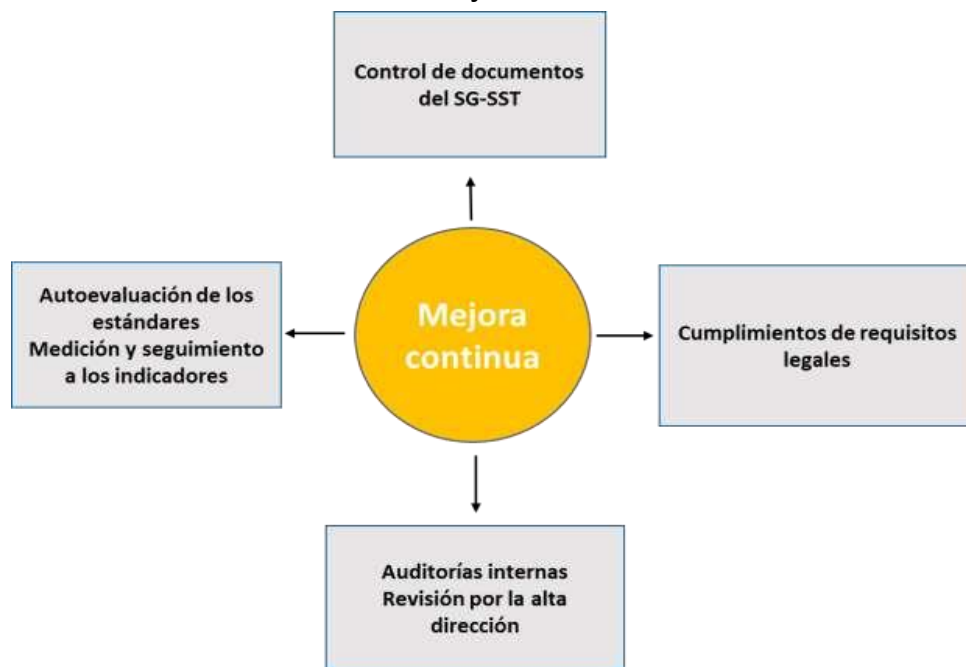 Control de documentos
del SG-SST
Autoevaluación de los
estándares
Medición y seguimiento
a los indicadores
Mejora
continua
Cumplimientos de requisitos
legales
Auditorías internas
Revisión por la alta
dirección